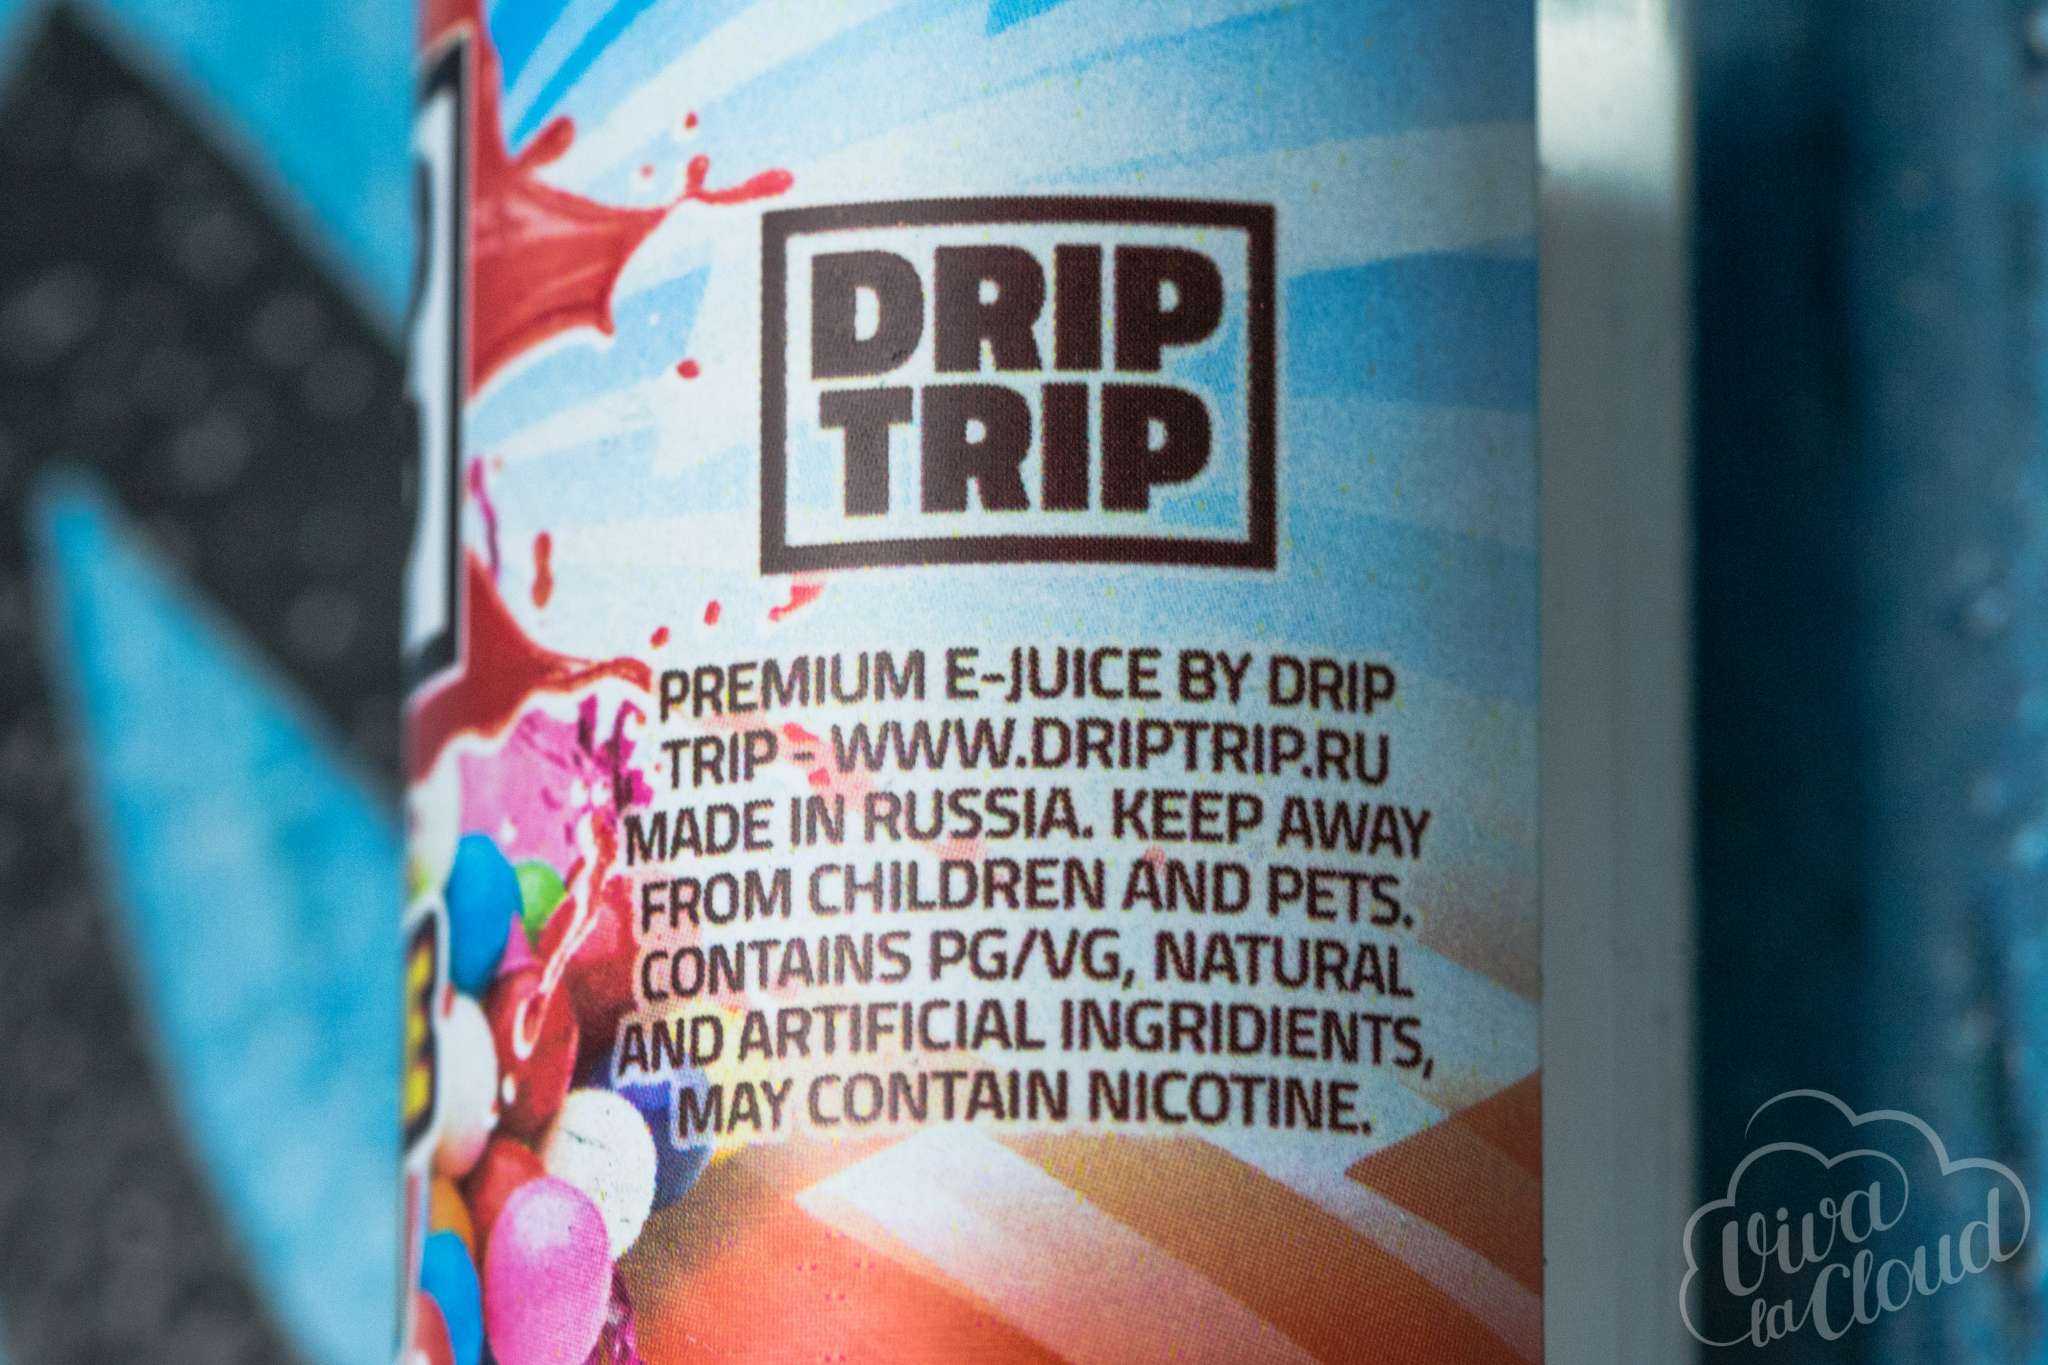 DRIP
TRIP
PREMIUM E-JUICE BY DRIP
TRIP - WWW.DRIPTRIP.RU
MADE IN RUSSIA. KEEP AWAY
FROM CHILDREN AND PETS.
CONTAINS PG/VG, NATURAL
AND ARTIFICIAL INGRIDIENTS,
MAY CONTAIN NICOTINE.
Viva
la Cloud